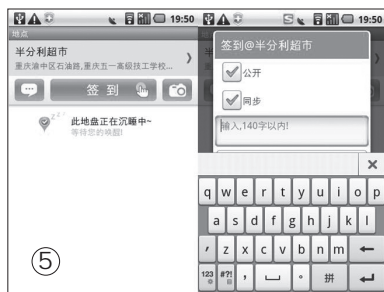 19:50
地点
半分利超市
重庆渝中区石油路,重庆五一高级技工学校...
签到
此地盘正在沉睡中~
等待您的唤醒!
⑤
19:50
签到@半分利超市
公开
同步
输入,140字以内!
q w e r t y u i o p
a s d f g h j k l
z x c v b n m
123 #?! , 。 拼